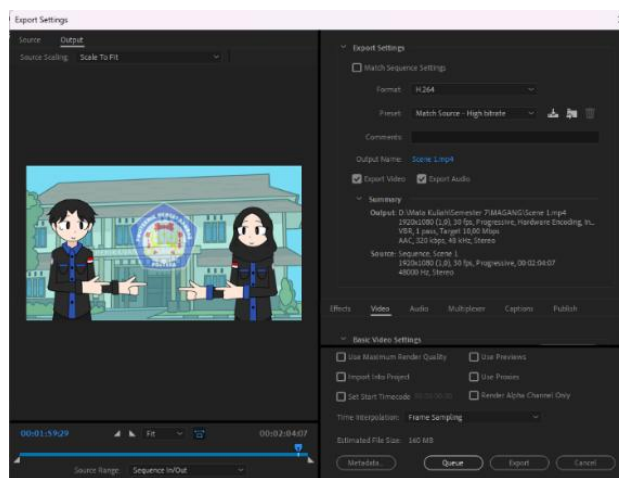 Export Settings
Source Output
Source Scaling: Scale To Fit
00:01:59:29 Fit 00:02:04:07
Source Range: Sequence In/Out
Export Settings
Match Sequence Settings
Format: H.264
Preset: Match Source - High bitrate
Comments:
Output Name: Scene 1.mp4
Export Video Export Audio
Summary
Output: D:\Mata Kuliah\Semester 7\MAGANG\Scene 1.mp4
1920x1080 (1,0), 30 fps, Progressive, Hardware Encoding, In...
VBR, 1 pass, Target 10,00 Mbps
AAC, 320 kbps, 48 kHz, Stereo
Source: Sequence, Scene 1
1920x1080 (1,0), 30 fps, Progressive, 00:02:04:07
48000 Hz, Stereo
Effects Video Audio Multiplexer Captions Publish
Basic Video Settings
Use Maximum Render Quality Use Previews
Import Into Project Use Proxies
Set Start Timecode 00:00:00:00 Render Alpha Channel Only
Time Interpolation: Frame Sampling
Estimated File Size: 160 MB
Metadata... Queue Export Cancel